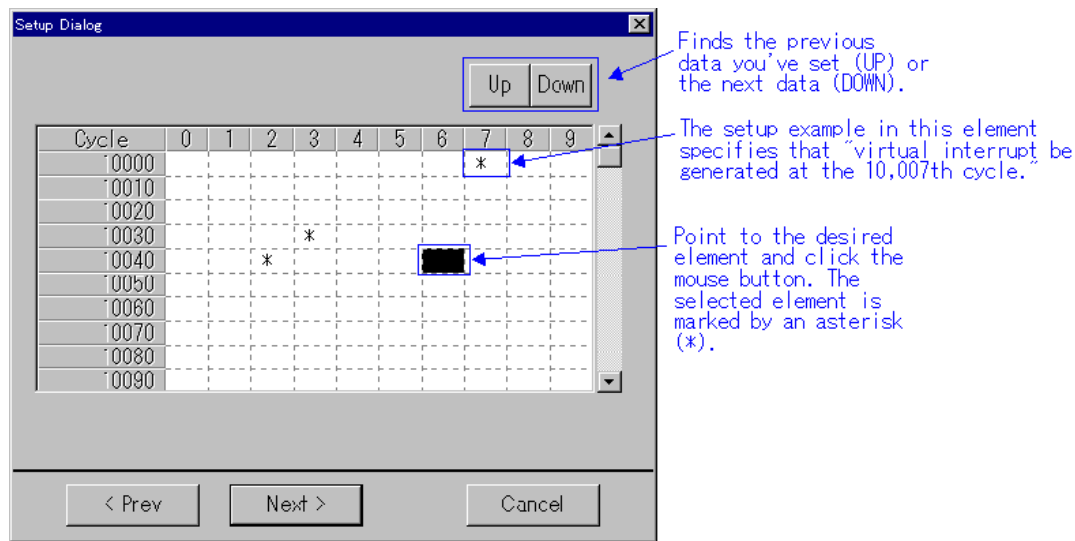 Setup Dialog
Finds the previous
data you've set (UP) or
the next data (DOWN).
Up Down
Cycle 0 1 2 3 4 5 6 7 8 9
The setup example in this element
specifies that "virtual interrupt be
generated at the 10,007th cycle."
10000 *
10010
10020
10030 *
10040 *
10050
10060
10070
10080
10090
Point to the desired
element and click the
mouse button. The
selected element is
marked by an asterisk
(*).
< Prev Next > Cancel